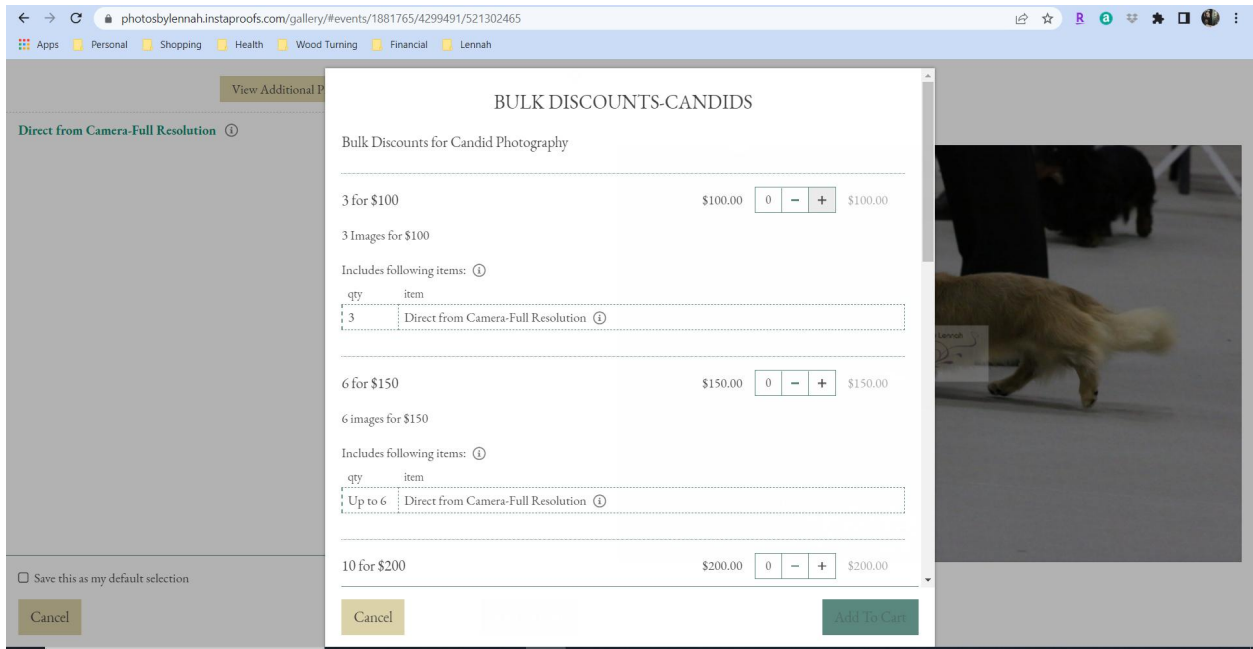 photosbylennah.instaproofs.com/gallery/#events/1881765/4299491/521302465
Apps Personal Shopping Health Wood Turning Financial Lennah
View Additional P
Direct from Camera-Full Resolution
BULK DISCOUNTS-CANDIDS
Bulk Discounts for Candid Photography
3 for $100 $100.00 0 − + $100.00
3 Images for $100
Includes following items:
qty item
3 Direct from Camera-Full Resolution
6 for $150 $150.00 0 − + $150.00
6 images for $150
Includes following items:
qty item
Up to 6 Direct from Camera-Full Resolution
10 for $200 $200.00 0 − + $200.00
Save this as my default selection
Cancel
Cancel
Add To Cart
Lennah